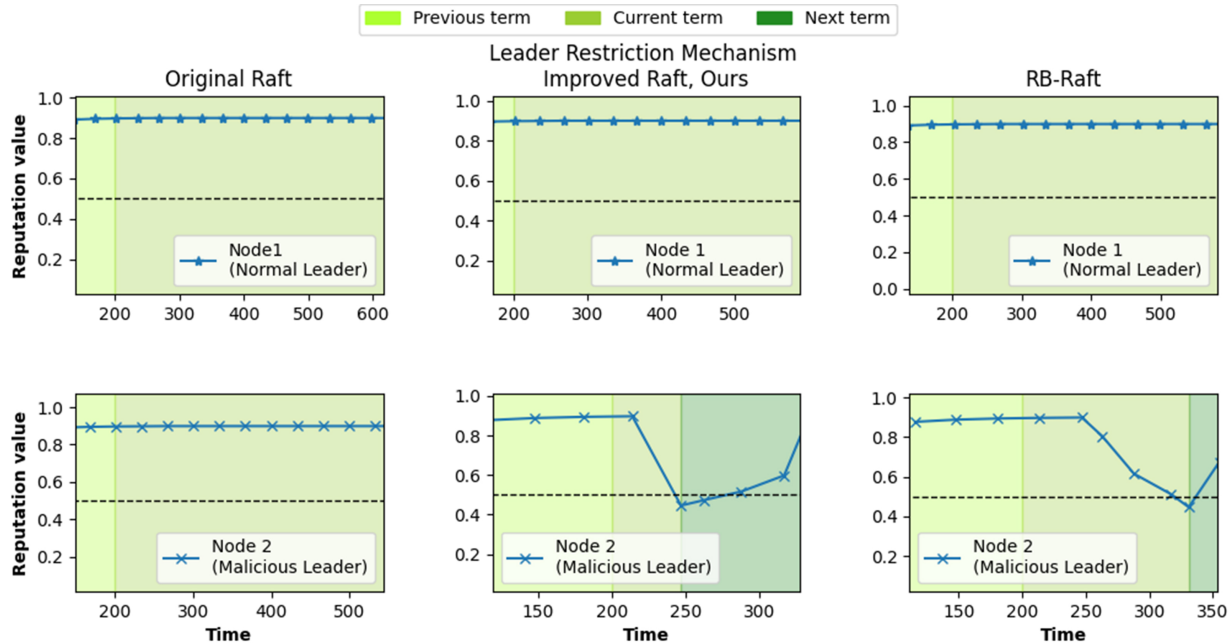 Previous term
Current term
Next term
Original Raft
Leader Restriction Mechanism
Improved Raft, Ours
RB-Raft
Reputation value
1.0
0.8
0.6
0.4
0.2
Node1
(Normal Leader)
200 300 400 500 600
1.0
0.8
0.6
0.4
0.2
Node 1
(Normal Leader)
200 300 400 500
1.0
0.8
0.6
0.4
0.2
0.0
Node 1
(Normal Leader)
200 300 400 500
Reputation value
1.0
0.8
0.6
0.4
0.2
Node 2
(Malicious Leader)
200 300 400 500
Time
1.0
0.8
0.6
0.4
0.2
Node 2
(Malicious Leader)
150 200 250 300
Time
1.0
0.8
0.6
0.4
0.2
Node 2
(Malicious Leader)
150 200 250 300 350
Time